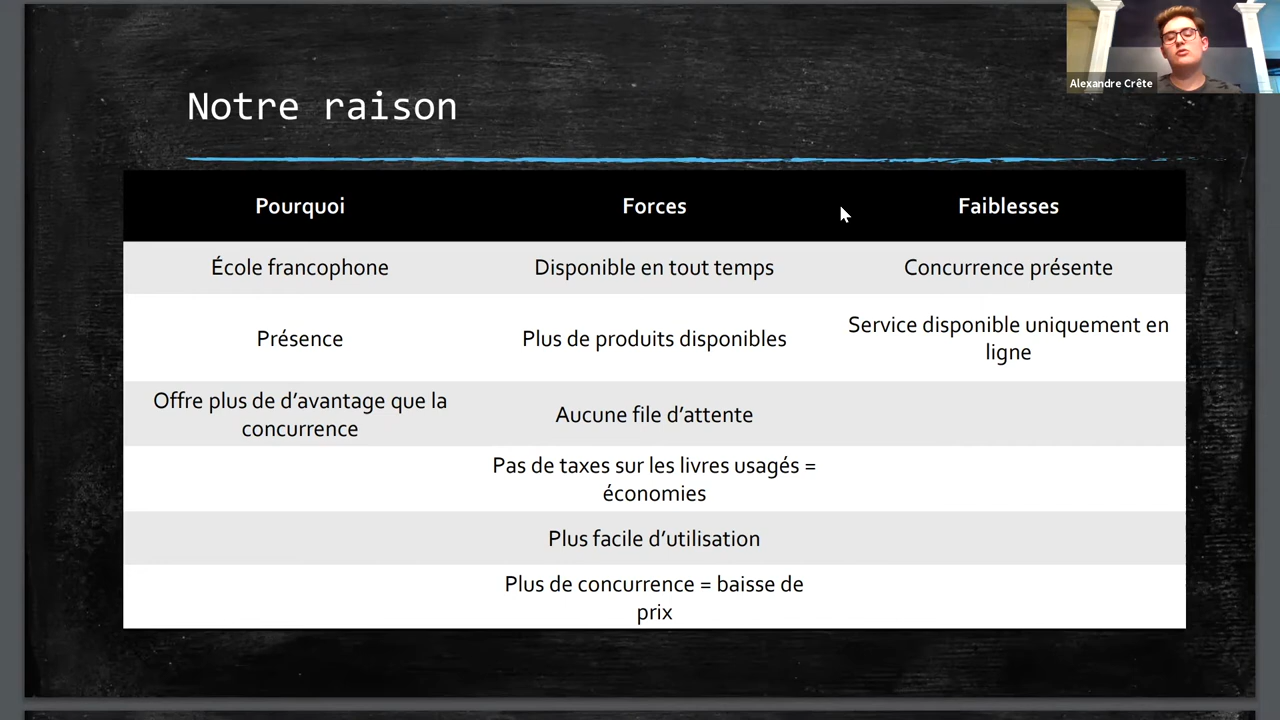 Alexandre Crête
Notre raison
Pourquoi
Forces
Faiblesses
École francophone
Disponible en tout temps
Concurrence présente
Présence
Plus de produits disponibles
Service disponible uniquement en
ligne
Offre plus de d’avantage que la
concurrence
Aucune file d’attente
Pas de taxes sur les livres usagés =
économies
Plus facile d’utilisation
Plus de concurrence = baisse de
prix